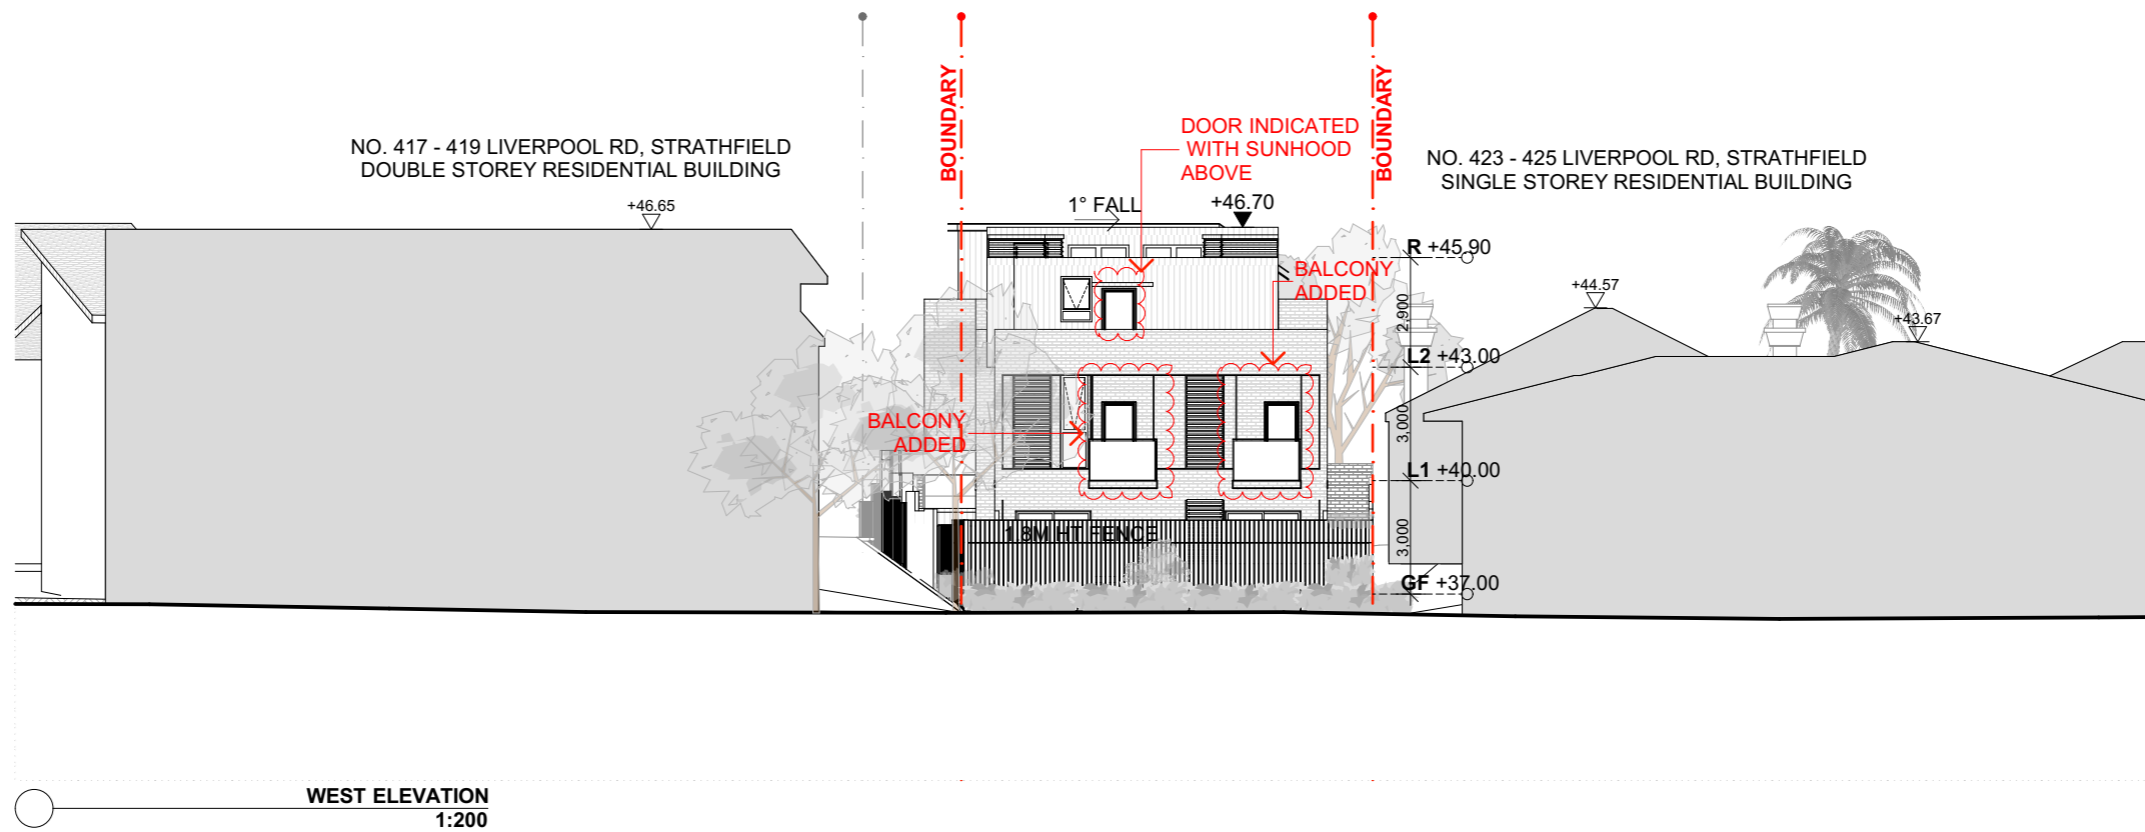 BOUNDARY
BOUNDARY
DOOR INDICATED
WITH SUNHOOD
ABOVE
NO. 417 - 419 LIVERPOOL RD, STRATHFIELD
DOUBLE STOREY RESIDENTIAL BUILDING
NO. 423 - 425 LIVERPOOL RD, STRATHFIELD
SINGLE STOREY RESIDENTIAL BUILDING
+46.65
1° FALL
+46.70
R +45.90
BALCONY
ADDED
+44.57
2,900
+43.67
L2 +43.00
BALCONY
ADDED
3,000
L1 +40.00
1.8M HT FENCE
3,000
GF +37.00
WEST ELEVATION
1:200